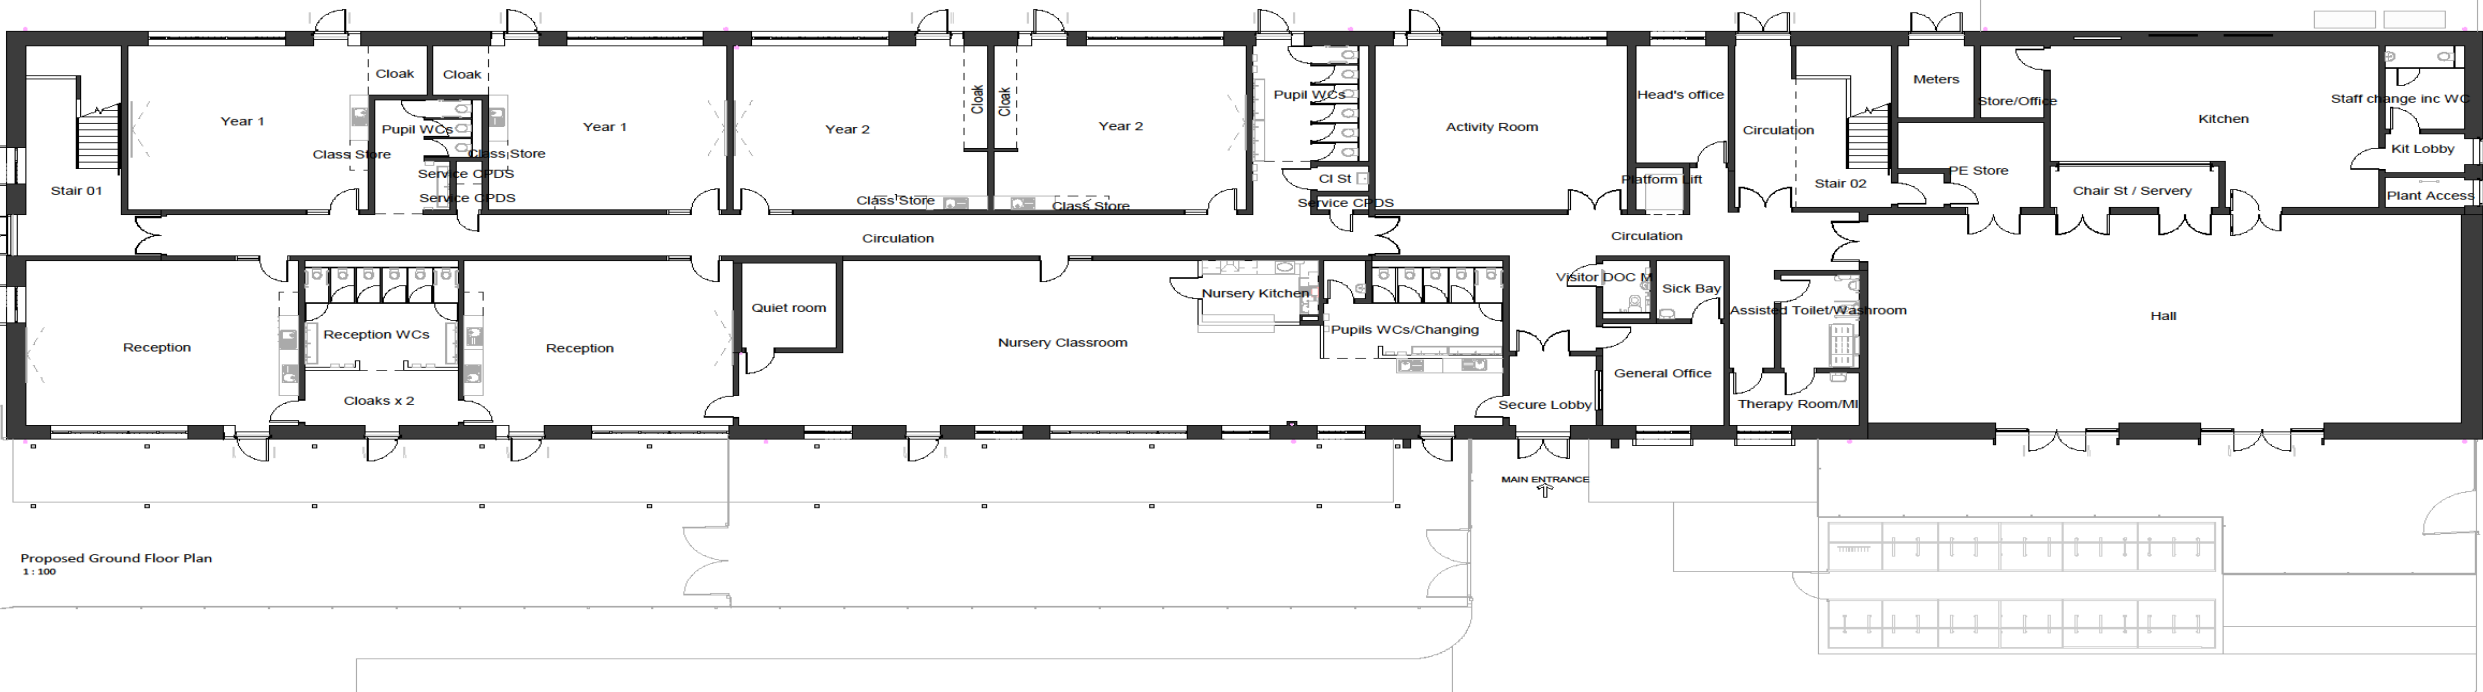 Cloak
Cloak
Year 1
Pupil WCs
Year 1
Class Store
Class Store
Service CPDS
Service CPDS
Stair 01
Year 2
Cloak
Cloak
Year 2
Class Store
Class Store
Pupil WCs
Cl St
Service CPDS
Activity Room
Head's office
Platform Lift
Circulation
Stair 02
Meters
Store/Office
PE Store
Kitchen
Chair St / Servery
Staff change inc WC
Kit Lobby
Plant Access
Circulation
Circulation
Reception
Reception WCs
Cloaks x 2
Reception
Quiet room
Nursery Classroom
Nursery Kitchen
Pupils WCs/Changing
Visitor DOC M
Sick Bay
General Office
Secure Lobby
Assisted Toilet/Washroom
Therapy Room/MI
Hall
MAIN ENTRANCE
Proposed Ground Floor Plan
1 : 100